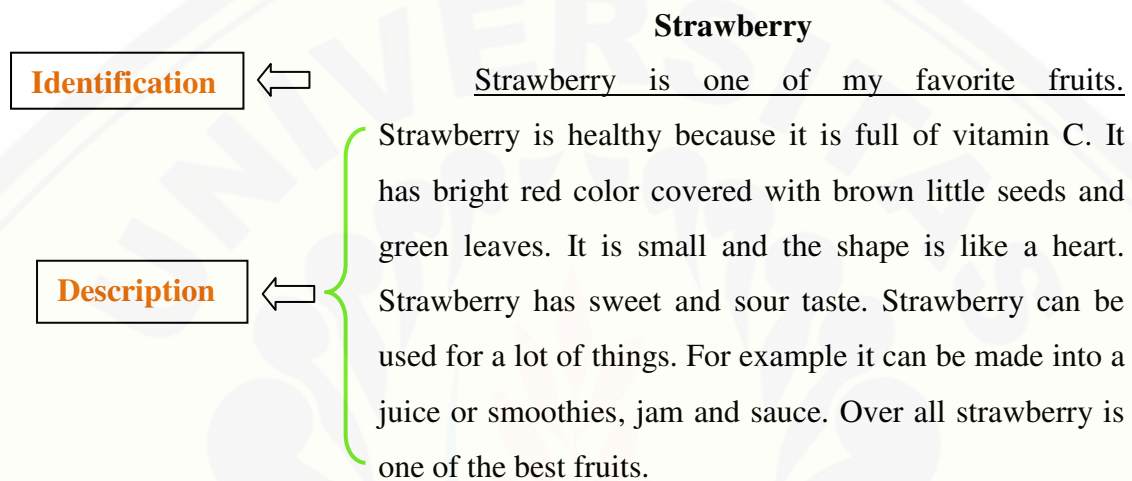 Strawberry
Identification
Strawberry is one of my favorite fruits.
Strawberry is healthy because it is full of vitamin C. It
has bright red color covered with brown little seeds and
green leaves. It is small and the shape is like a heart.
Description
Strawberry has sweet and sour taste. Strawberry can be
used for a lot of things. For example it can be made into a
juice or smoothies, jam and sauce. Over all strawberry is
one of the best fruits.
UNIVERSITAS